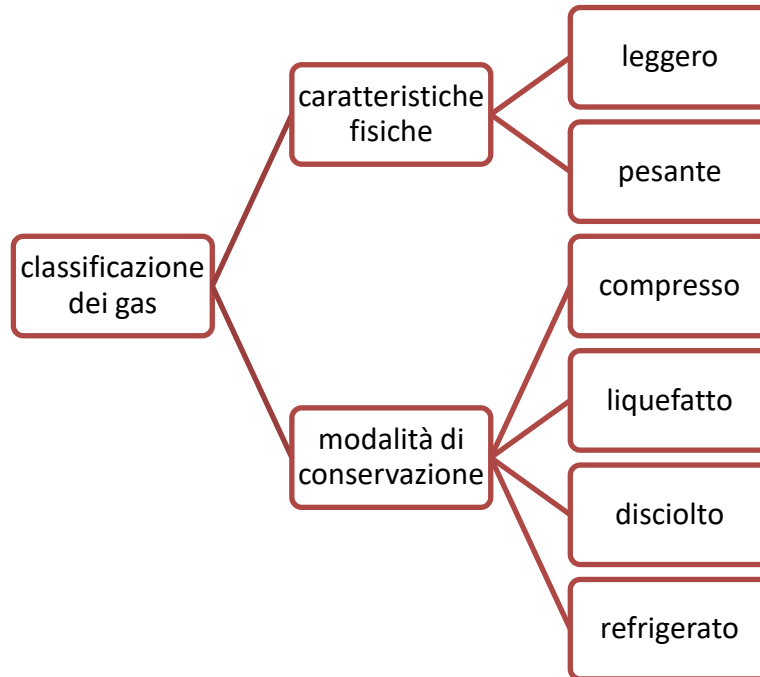 classificazione
dei gas
caratteristiche
fisiche
leggero
pesante
modalità di
conservazione
compresso
liquefatto
disciolto
refrigerato